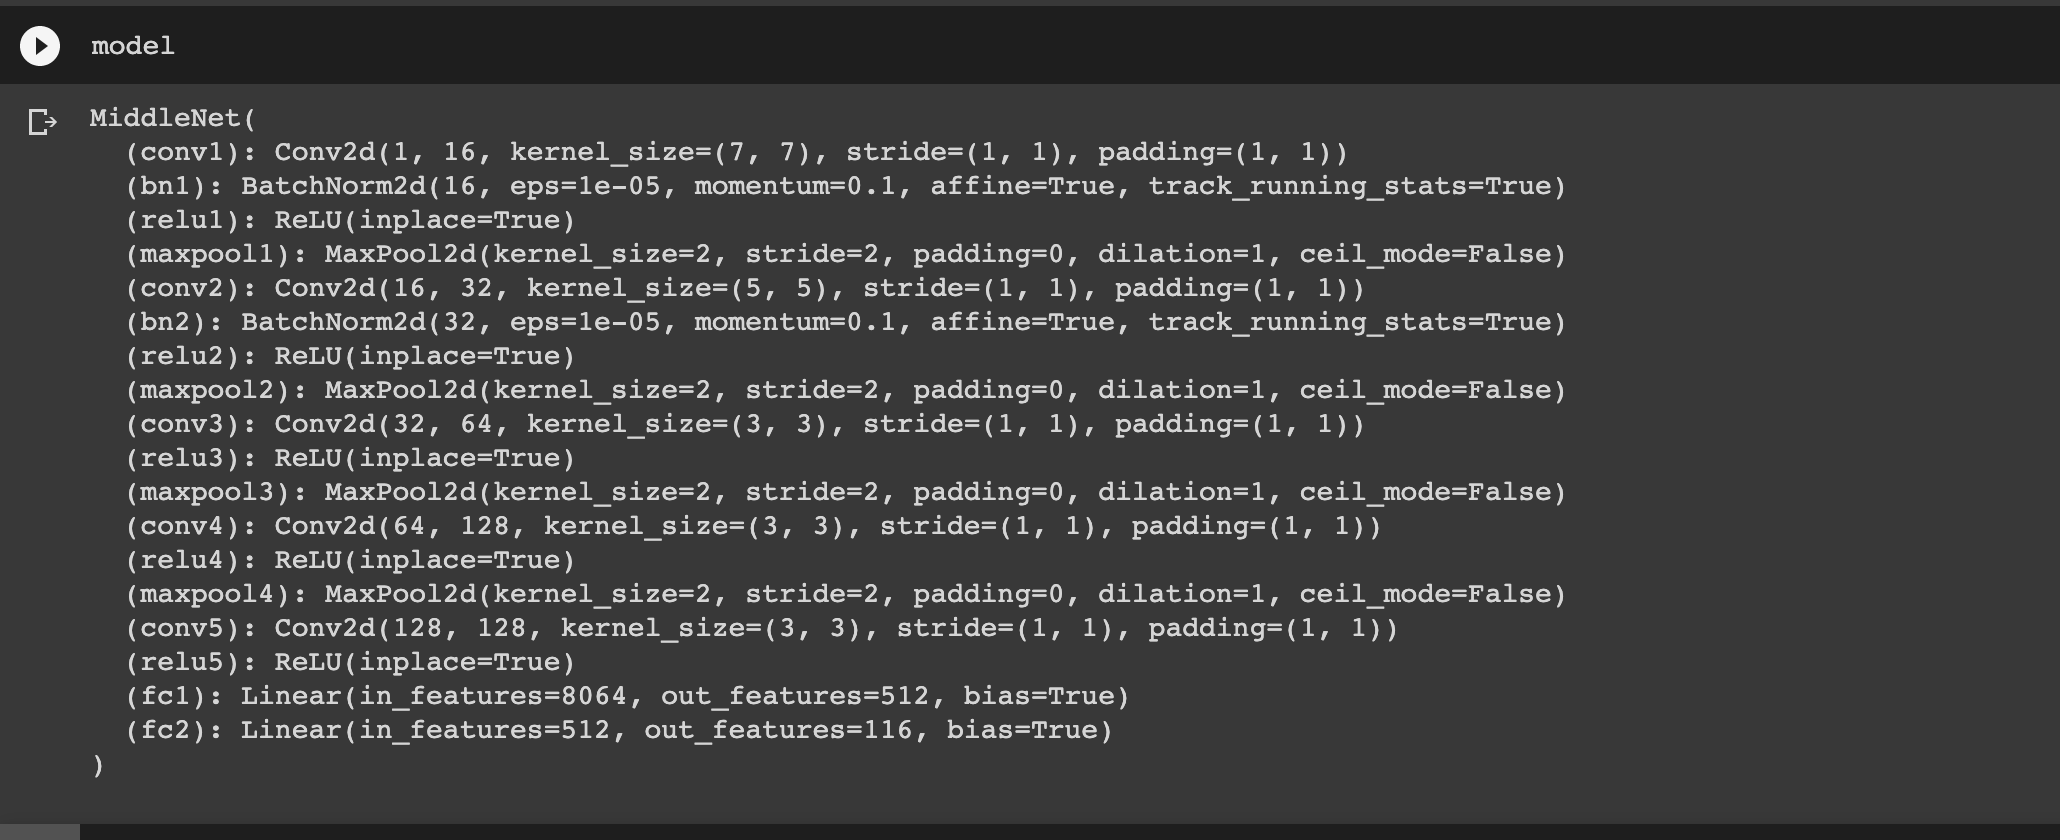 model
MiddleNet(
(conv1): Conv2d(1, 16, kernel_size=(7, 7), stride=(1, 1), padding=(1, 1))
(bn1): BatchNorm2d(16, eps=1e-05, momentum=0.1, affine=True, track_running_stats=True)
(relu1): ReLU(inplace=True)
(maxpool1): MaxPool2d(kernel_size=2, stride=2, padding=0, dilation=1, ceil_mode=False)
(conv2): Conv2d(16, 32, kernel_size=(5, 5), stride=(1, 1), padding=(1, 1))
(bn2): BatchNorm2d(32, eps=1e-05, momentum=0.1, affine=True, track_running_stats=True)
(relu2): ReLU(inplace=True)
(maxpool2): MaxPool2d(kernel_size=2, stride=2, padding=0, dilation=1, ceil_mode=False)
(conv3): Conv2d(32, 64, kernel_size=(3, 3), stride=(1, 1), padding=(1, 1))
(relu3): ReLU(inplace=True)
(maxpool3): MaxPool2d(kernel_size=2, stride=2, padding=0, dilation=1, ceil_mode=False)
(conv4): Conv2d(64, 128, kernel_size=(3, 3), stride=(1, 1), padding=(1, 1))
(relu4): ReLU(inplace=True)
(maxpool4): MaxPool2d(kernel_size=2, stride=2, padding=0, dilation=1, ceil_mode=False)
(conv5): Conv2d(128, 128, kernel_size=(3, 3), stride=(1, 1), padding=(1, 1))
(relu5): ReLU(inplace=True)
(fc1): Linear(in_features=8064, out_features=512, bias=True)
(fc2): Linear(in_features=512, out_features=116, bias=True)
)